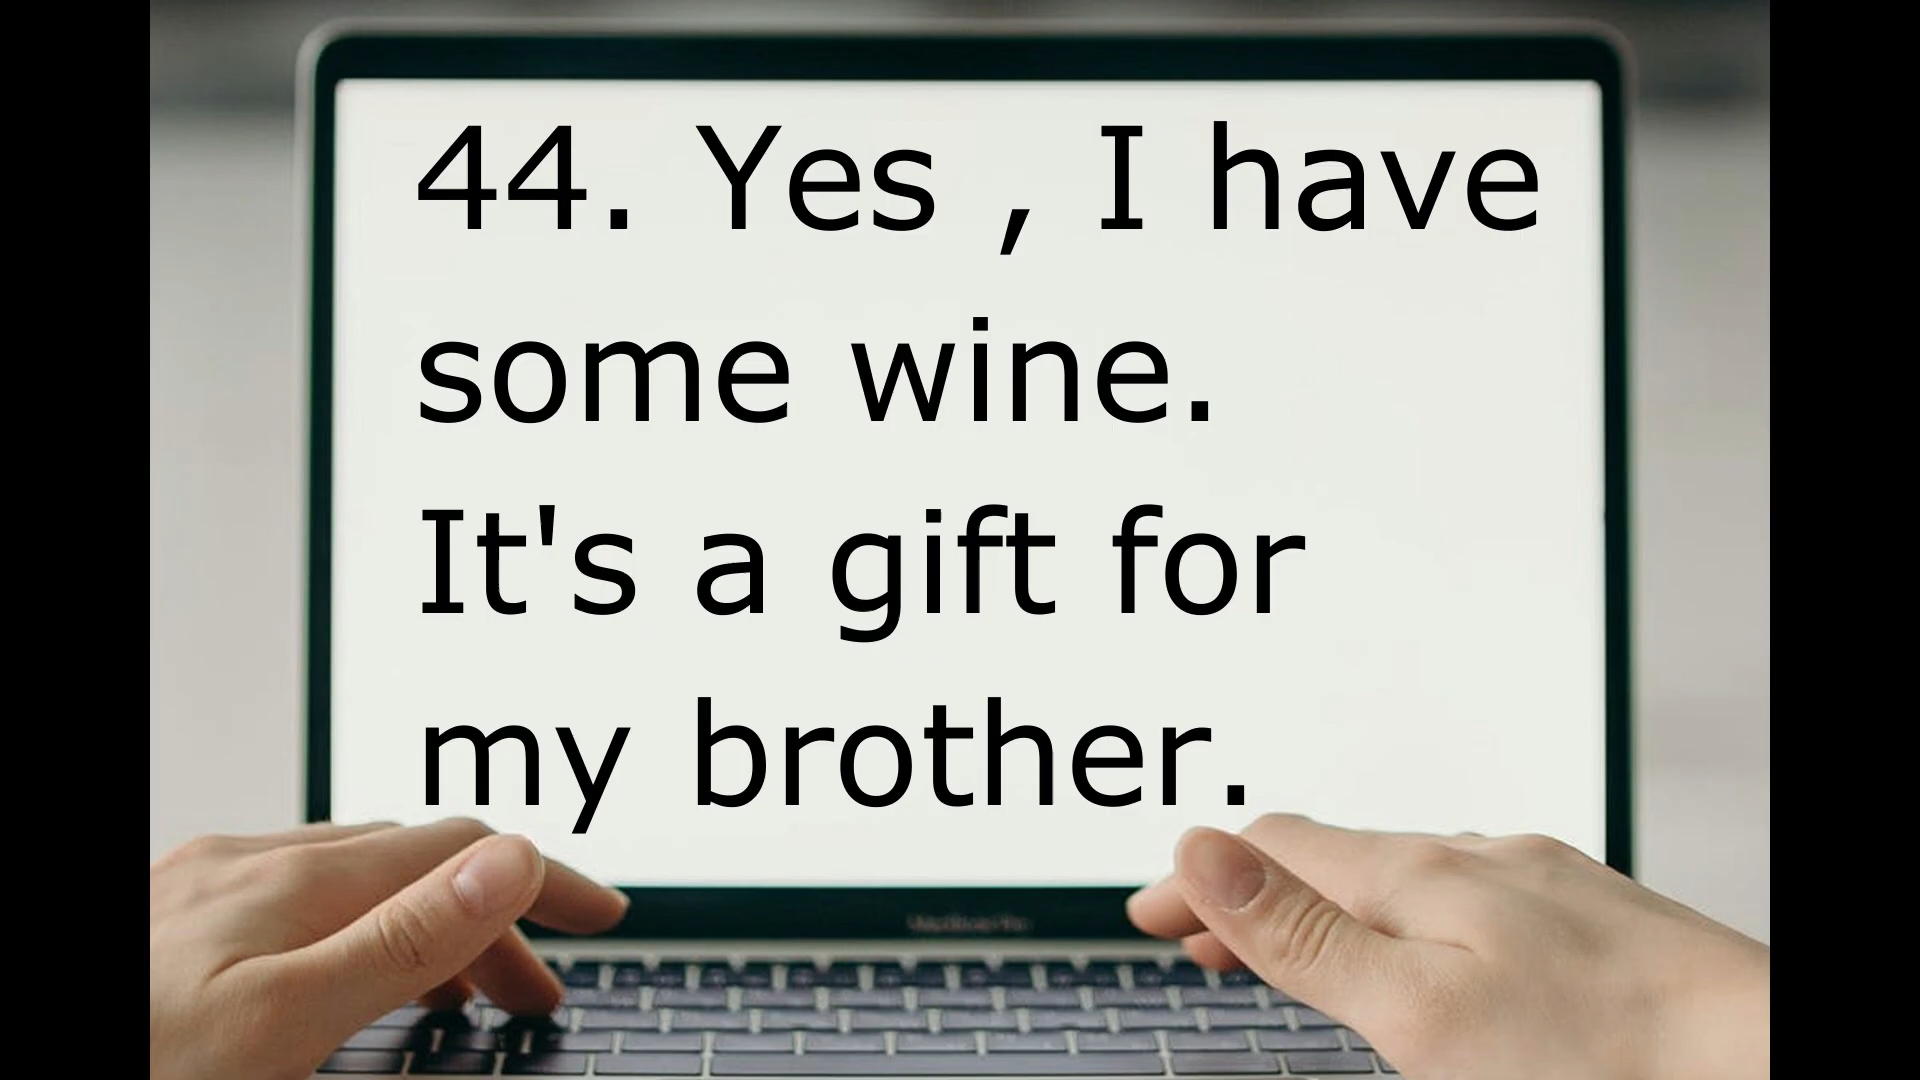 44. Yes , I have
some wine.
It's a gift for
my brother.